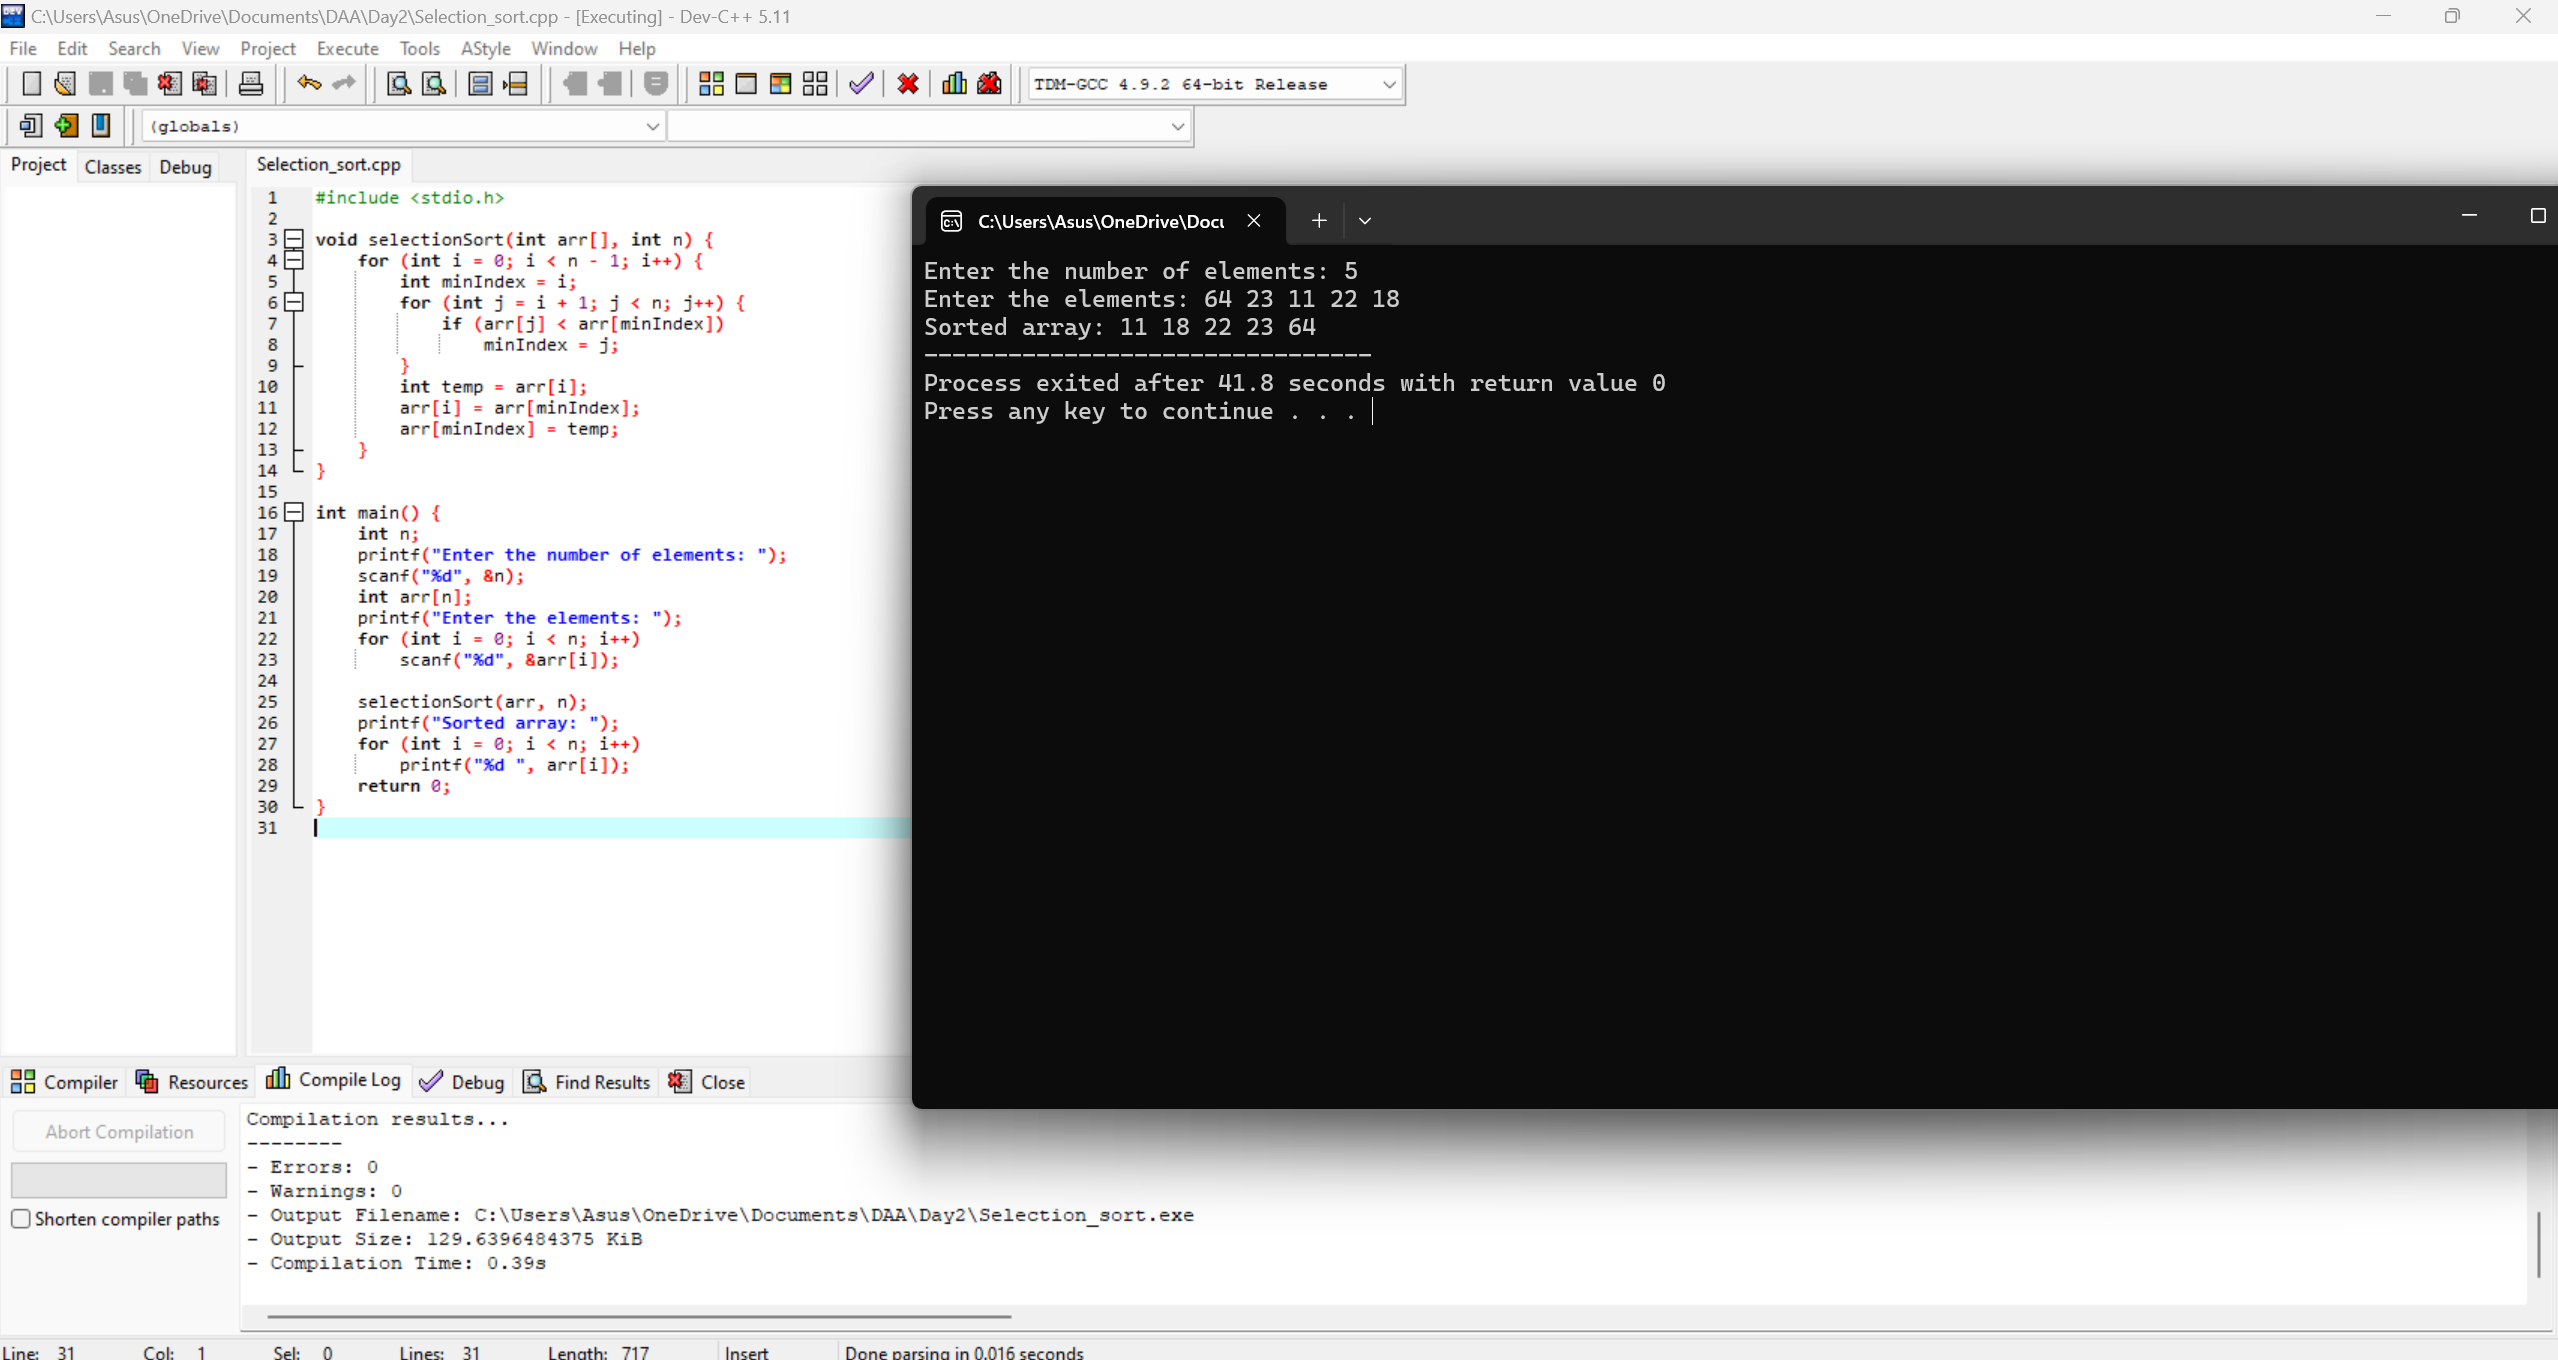 C:\Users\Asus\OneDrive\Documents\DAA\Day2\Selection_sort.cpp - [Executing] - Dev-C++ 5.11
File Edit Search View Project Execute Tools AStyle Window Help
TDM-GCC 4.9.2 64-bit Release
(globals)
Project Classes Debug
Selection_sort.cpp
1 #include <stdio.h>
2
3 void selectionSort(int arr[], int n) {
4 for (int i = 0; i < n - 1; i++) {
5 int minIndex = i;
6 for (int j = i + 1; j < n; j++) {
7 if (arr[j] < arr[minIndex])
8 minIndex = j;
9 }
10 int temp = arr[i];
11 arr[i] = arr[minIndex];
12 arr[minIndex] = temp;
13 }
14 }
15
16 int main() {
17 int n;
18 printf("Enter the number of elements: ");
19 scanf("%d", &n);
20 int arr[n];
21 printf("Enter the elements: ");
22 for (int i = 0; i < n; i++)
23 scanf("%d", &arr[i]);
24
25 selectionSort(arr, n);
26 printf("Sorted array: ");
27 for (int i = 0; i < n; i++)
28 printf("%d ", arr[i]);
29 return 0;
30 }
31
C:\Users\Asus\OneDrive\Docu
Enter the number of elements: 5
Enter the elements: 64 23 11 22 18
Sorted array: 11 18 22 23 64
--------------------------------
Process exited after 41.8 seconds with return value 0
Press any key to continue . . .
Compiler Resources Compile Log Debug Find Results Close
Abort Compilation
Shorten compiler paths
Compilation results...
--------
- Errors: 0
- Warnings: 0
- Output Filename: C:\Users\Asus\OneDrive\Documents\DAA\Day2\Selection_sort.exe
- Output Size: 129.6396484375 KiB
- Compilation Time: 0.39s
Line: 31 Col: 1 Sel: 0 Lines: 31 Length: 717 Insert Done parsing in 0.016 seconds